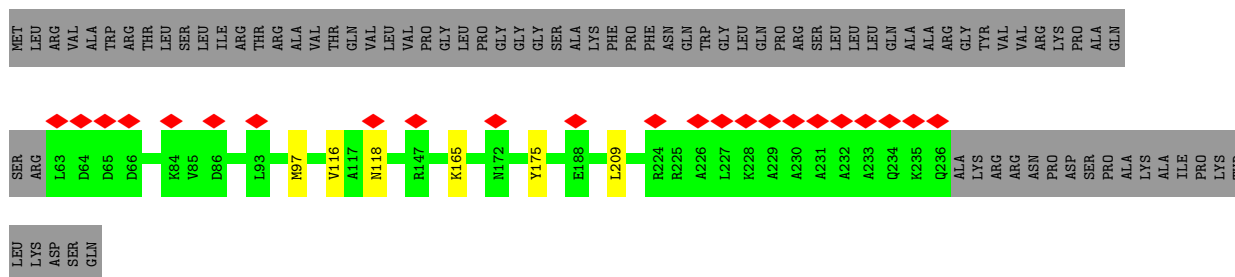 MET LEU ARG VAL ALA TRP ARG THR LEU SER LEU ILE ARG THR ARG ALA VAL THR GLN VAL LEU VAL PRO GLY LEU PRO GLY GLY GLY SER ALA LYS PHE PRO PHE ASN GLN TRP GLY LEU GLN PRO ARG SER LEU LEU LEU GLN ALA ALA ARG GLY TYR VAL VAL ARG LYS PRO ALA GLN
SER ARG L63 D64 D65 D66 K84 V85 D86 L93 M97 V116 A117 N118 R147 K165 N172 Y175 E188 L209 R224 R225 A226 L227 K228 A229 A230 A231 A232 A233 Q234 K235 Q236 ALA LYS ARG ARG ASN PRO ASP SER PRO ALA LYS ALA ILE PRO LYS
LEU LYS ASP SER GLN